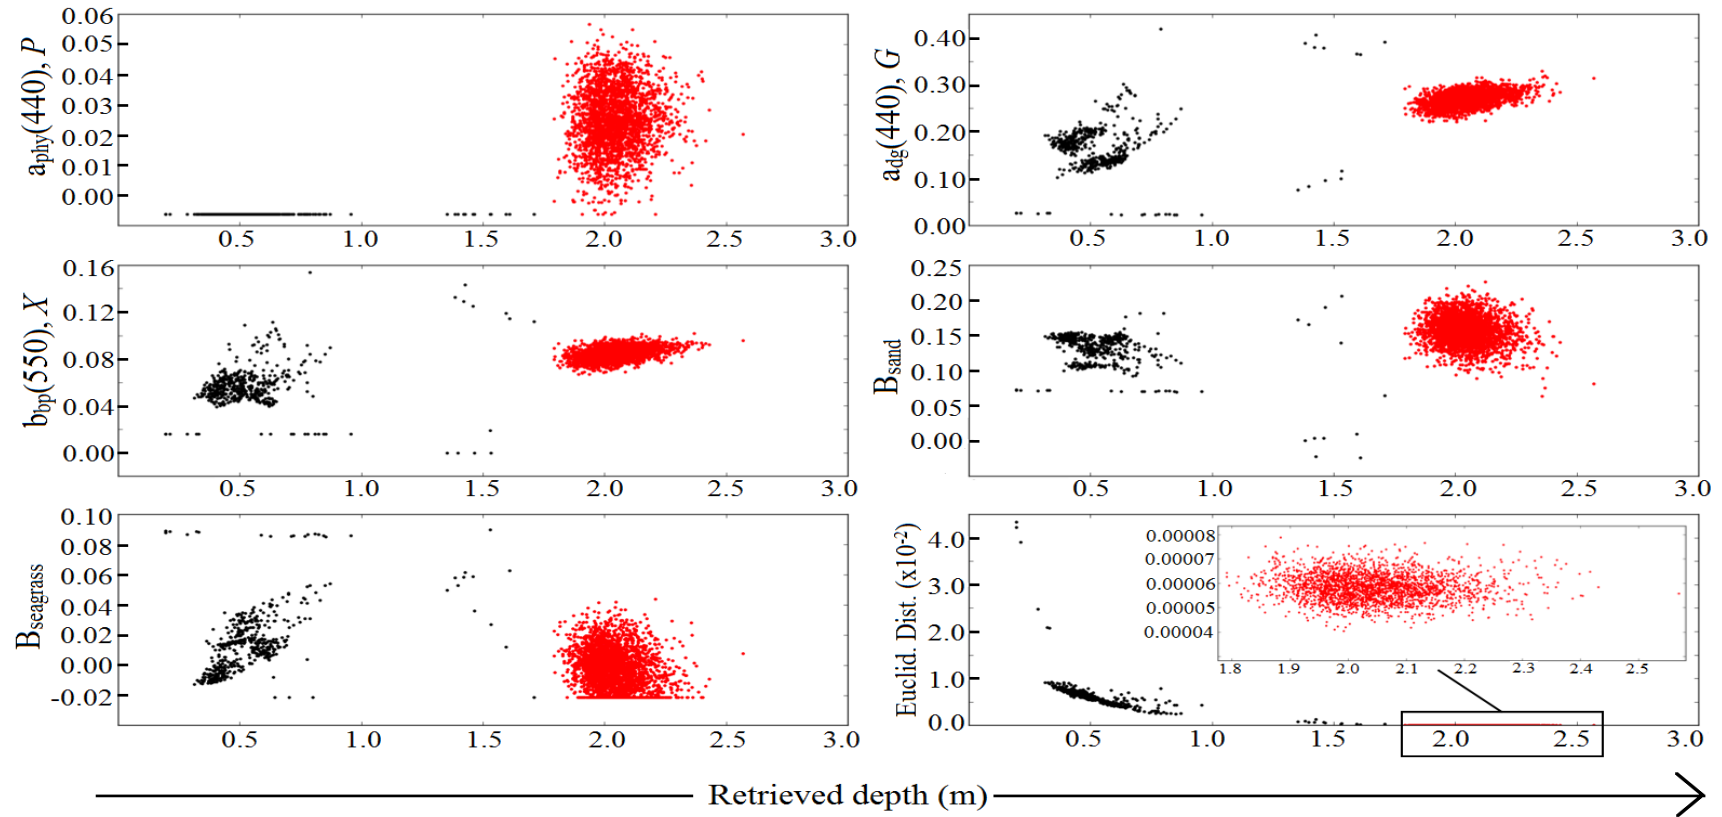 aphy(440), P
0.06
0.05
0.04
0.03
0.02
0.01
0.00
0.5 1.0 1.5 2.0 2.5 3.0
adg(440), G
0.40
0.30
0.20
0.10
0.00
0.5 1.0 1.5 2.0 2.5 3.0
bbp(550), X
0.16
0.12
0.08
0.04
0.00
0.5 1.0 1.5 2.0 2.5 3.0
Bsand
0.25
0.20
0.15
0.10
0.05
0.00
0.5 1.0 1.5 2.0 2.5 3.0
Bseagrass
0.10
0.08
0.06
0.04
0.02
0.00
-0.02
0.5 1.0 1.5 2.0 2.5 3.0
Euclid. Dist. (x10-2)
4.0
3.0
2.0
1.0
0.0
0.00008
0.00007
0.00006
0.00005
0.00004
1.8 1.9 2.0 2.1 2.2 2.3 2.4 2.5
0.5 1.0 1.5 2.0 2.5 3.0
Retrieved depth (m)